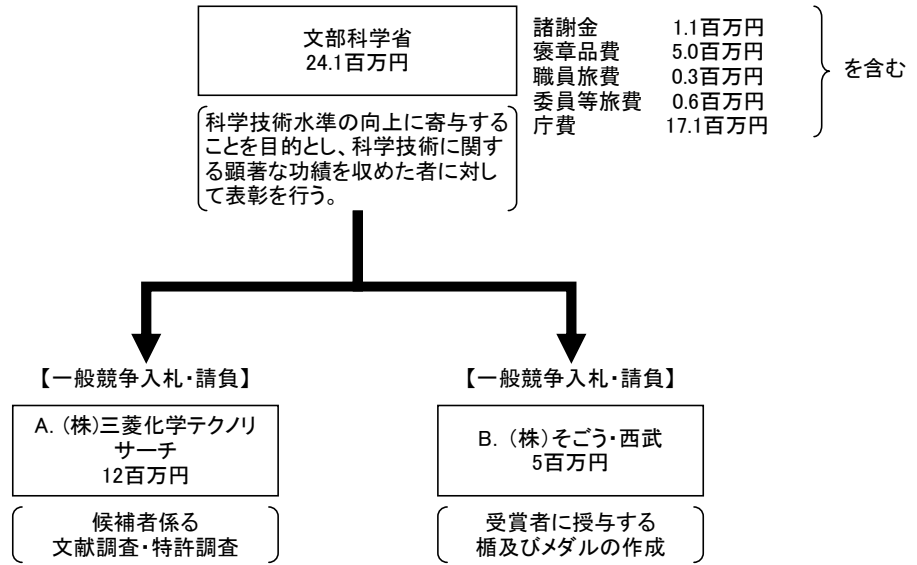 文部科学省
24.1百万円
諸謝金 1.1百万円
褒章品費 5.0百万円
職員旅費 0.3百万円
委員等旅費 0.6百万円
庁費 17.1百万円
を含む
科学技術水準の向上に寄与する
ことを目的とし、科学技術に関す
る顕著な功績を収めた者に対し
て表彰を行う。
【一般競争入札・請負】
A. (株)三菱化学テクノリ
サーチ
12百万円
候補者係る
文献調査・特許調査
【一般競争入札・請負】
B. (株)そごう・西武
5百万円
受賞者に授与する
楯及びメダルの作成